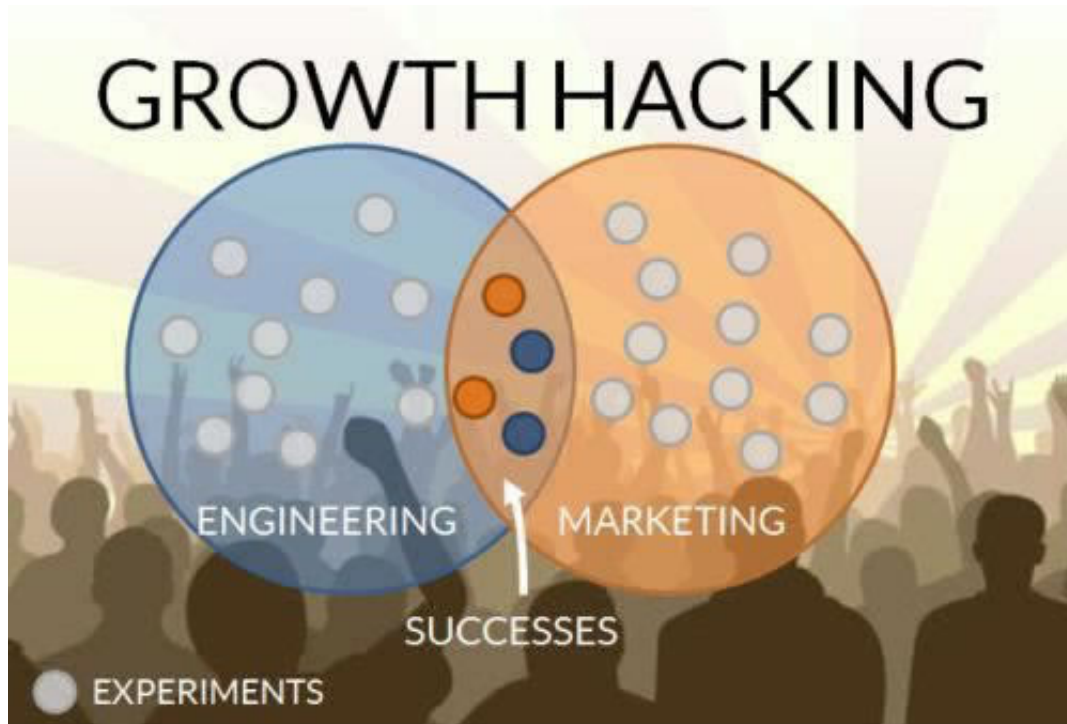 GROWTH HACKING
ENGINEERING
MARKETING
SUCCESSES
EXPERIMENTS